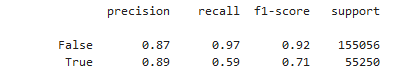 precision recall f1-score support
False 0.87 0.97 0.92 155056
True 0.89 0.59 0.71 55250